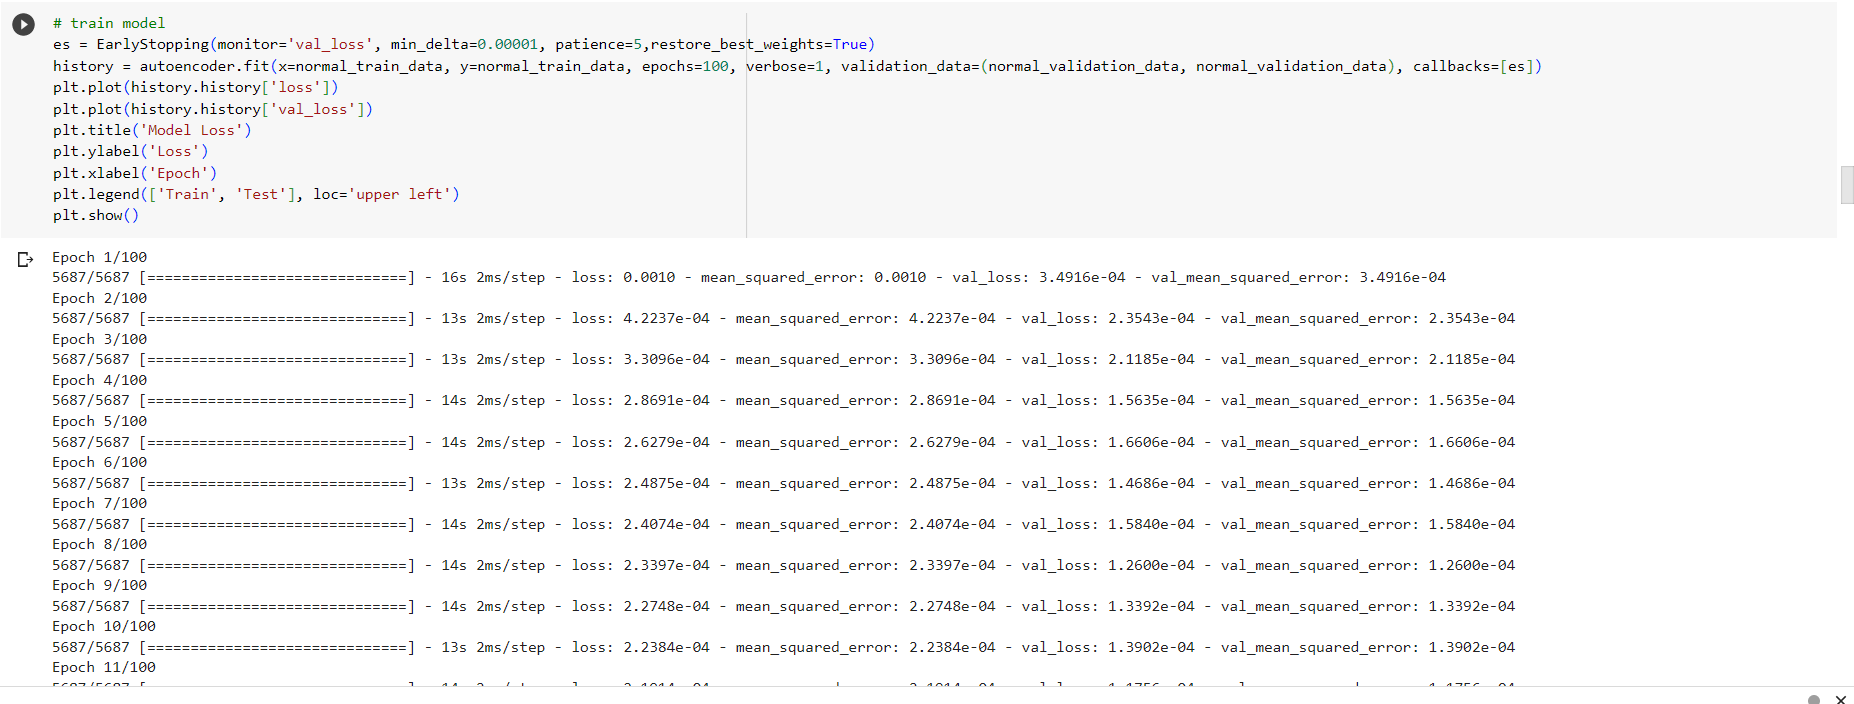 # train model
es = EarlyStopping(monitor='val_loss', min_delta=0.00001, patience=5,restore_best_weights=True)
history = autoencoder.fit(x=normal_train_data, y=normal_train_data, epochs=100, verbose=1, validation_data=(normal_validation_data, normal_validation_data), callbacks=[es])
plt.plot(history.history['loss'])
plt.plot(history.history['val_loss'])
plt.title('Model Loss')
plt.ylabel('Loss')
plt.xlabel('Epoch')
plt.legend(['Train', 'Test'], loc='upper left')
plt.show()
Epoch 1/100
5687/5687 [==============================] - 16s 2ms/step - loss: 0.0010 - mean_squared_error: 0.0010 - val_loss: 3.4916e-04 - val_mean_squared_error: 3.4916e-04
Epoch 2/100
5687/5687 [==============================] - 13s 2ms/step - loss: 4.2237e-04 - mean_squared_error: 4.2237e-04 - val_loss: 2.3543e-04 - val_mean_squared_error: 2.3543e-04
Epoch 3/100
5687/5687 [==============================] - 13s 2ms/step - loss: 3.3096e-04 - mean_squared_error: 3.3096e-04 - val_loss: 2.1185e-04 - val_mean_squared_error: 2.1185e-04
Epoch 4/100
5687/5687 [==============================] - 14s 2ms/step - loss: 2.8691e-04 - mean_squared_error: 2.8691e-04 - val_loss: 1.5635e-04 - val_mean_squared_error: 1.5635e-04
Epoch 5/100
5687/5687 [==============================] - 14s 2ms/step - loss: 2.6279e-04 - mean_squared_error: 2.6279e-04 - val_loss: 1.6606e-04 - val_mean_squared_error: 1.6606e-04
Epoch 6/100
5687/5687 [==============================] - 13s 2ms/step - loss: 2.4875e-04 - mean_squared_error: 2.4875e-04 - val_loss: 1.4686e-04 - val_mean_squared_error: 1.4686e-04
Epoch 7/100
5687/5687 [==============================] - 14s 2ms/step - loss: 2.4074e-04 - mean_squared_error: 2.4074e-04 - val_loss: 1.5840e-04 - val_mean_squared_error: 1.5840e-04
Epoch 8/100
5687/5687 [==============================] - 14s 2ms/step - loss: 2.3397e-04 - mean_squared_error: 2.3397e-04 - val_loss: 1.2600e-04 - val_mean_squared_error: 1.2600e-04
Epoch 9/100
5687/5687 [==============================] - 14s 2ms/step - loss: 2.2748e-04 - mean_squared_error: 2.2748e-04 - val_loss: 1.3392e-04 - val_mean_squared_error: 1.3392e-04
Epoch 10/100
5687/5687 [==============================] - 13s 2ms/step - loss: 2.2384e-04 - mean_squared_error: 2.2384e-04 - val_loss: 1.3902e-04 - val_mean_squared_error: 1.3902e-04
Epoch 11/100